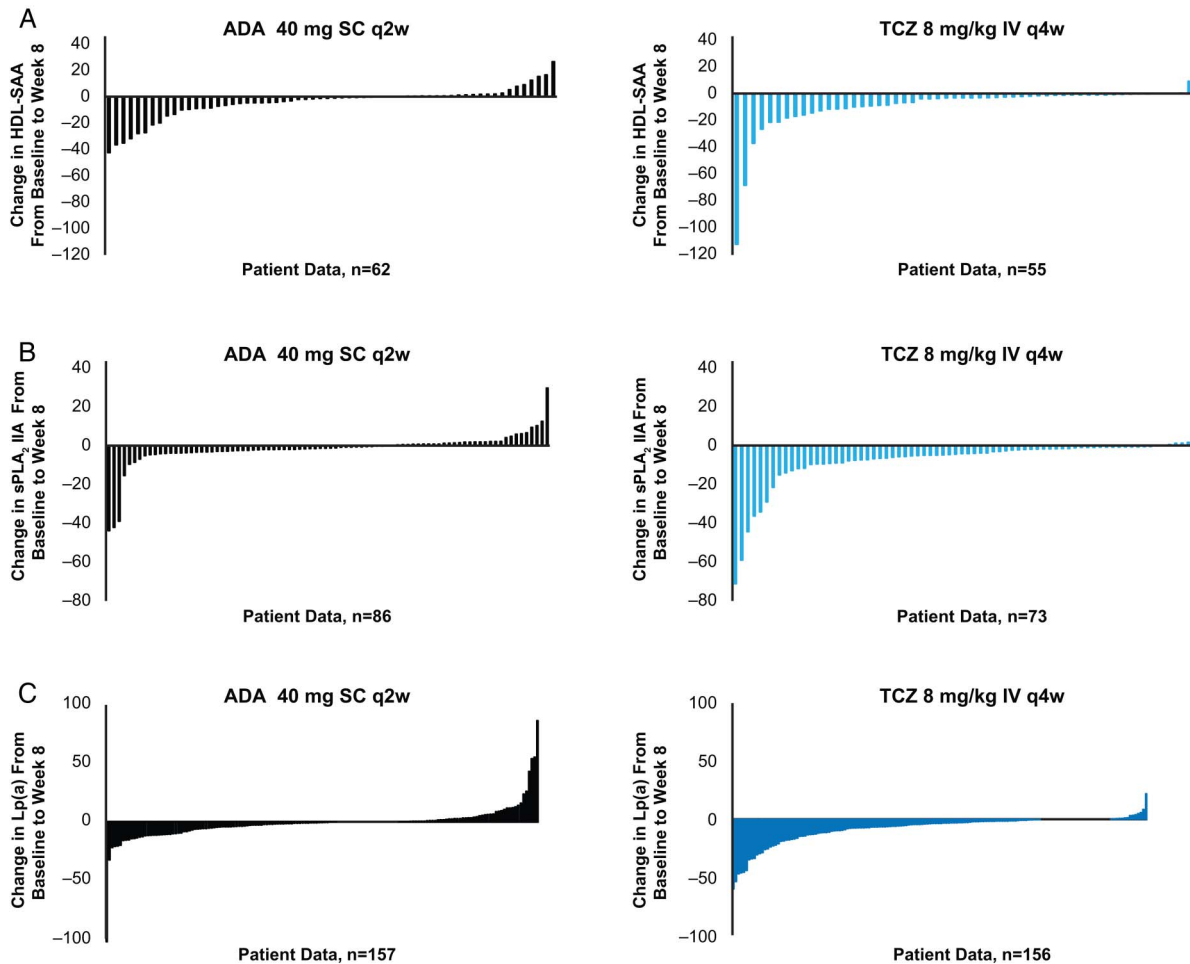 A
ADA 40 mg SC q2w
TCZ 8 mg/kg IV q4w
Change in HDL-SAA
From Baseline to Week 8
40
20
0
−20
−40
−60
−80
−100
−120
Patient Data, n=62
Change in HDL-SAA
From Baseline to Week 8
40
20
0
−20
−40
−60
−80
−100
−120
Patient Data, n=55
B
ADA 40 mg SC q2w
TCZ 8 mg/kg IV q4w
Change in sPLA₂ IIA From
Baseline to Week 8
40
20
0
−20
−40
−60
−80
Patient Data, n=86
Change in sPLA₂ IIA From
Baseline to Week 8
40
20
0
−20
−40
−60
−80
Patient Data, n=73
C
ADA 40 mg SC q2w
TCZ 8 mg/kg IV q4w
Change in Lp(a) From
Baseline to Week 8
100
50
0
−50
−100
Patient Data, n=157
Change in Lp(a) From
Baseline to Week 8
100
50
0
−50
−100
Patient Data, n=156